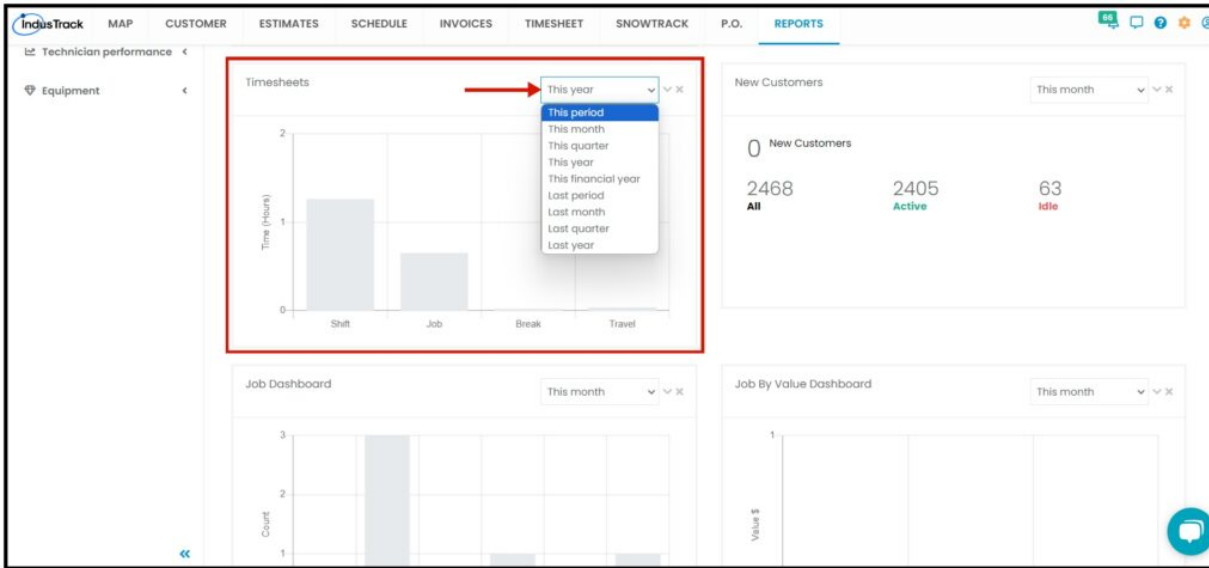 IndusTrack MAP CUSTOMER ESTIMATES SCHEDULE INVOICES TIMESHEET SNOWTRACK P.O. REPORTS 66
Technician performance
Equipment
Timesheets
This year
This period
This month
This quarter
This year
This financial year
Last period
Last month
Last quarter
Last year
2
1
0
Time (Hours)
Shift Job Break Travel
New Customers
This month
0 New Customers
2468 2405 63
All Active Idle
Job Dashboard
This month
3
2
1
Count
Job By Value Dashboard
This month
1
Value $